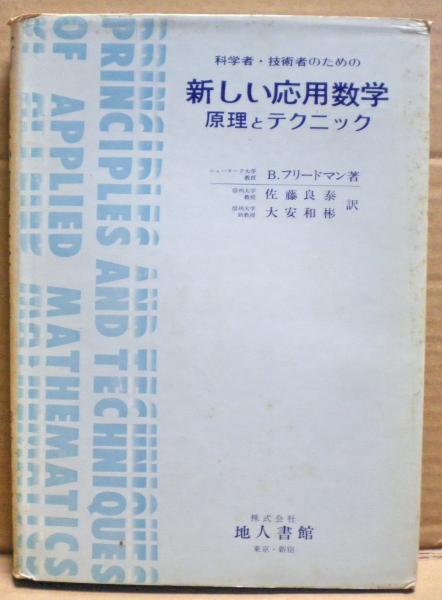 科学者・技術者のための
新しい応用数学
原理とテクニック
ニューヨーク大学
教授
B.フリードマン著
信州大学
教授
佐藤良泰
信州大学
助教授
大安和彬
訳
PRINCIPLES AND TECHNIQUES
OF APPLIED MATHEMATICS
株式会社
地人書館
東京・新宿